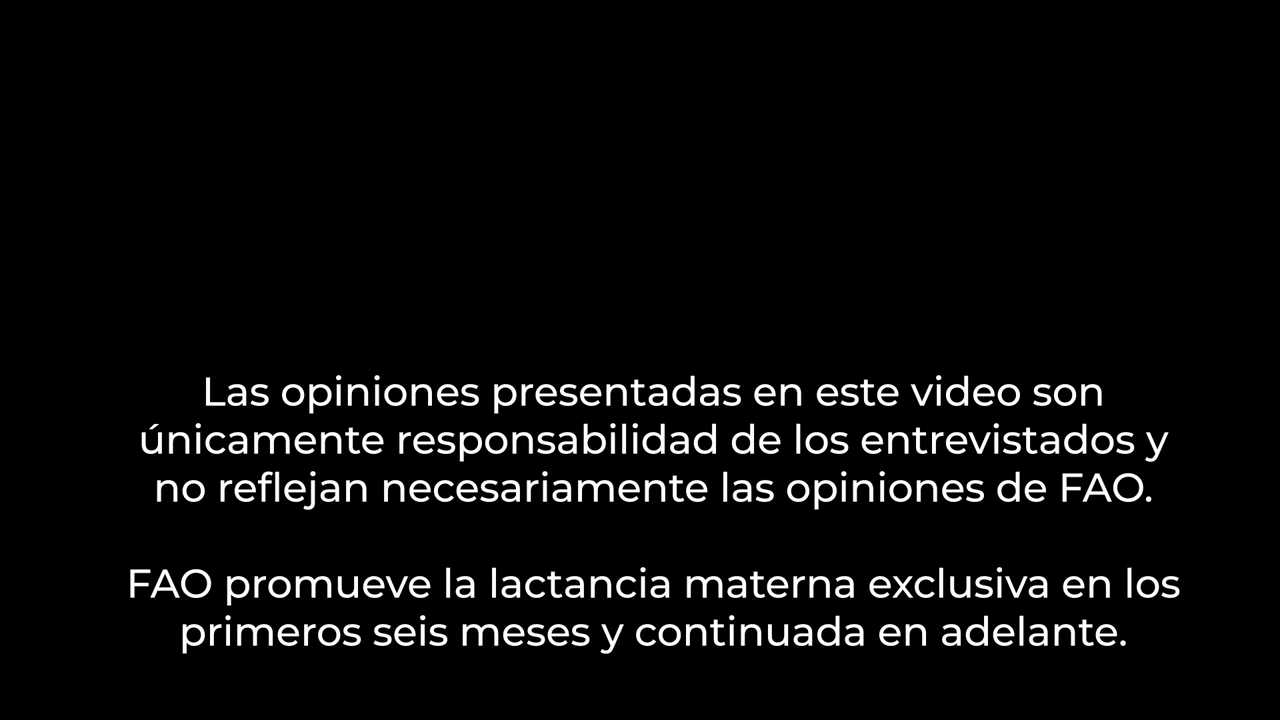 Las opiniones presentadas en este video son
únicamente responsabilidad de los entrevistados y
no reflejan necesariamente las opiniones de FAO.
FAO promueve la lactancia materna exclusiva en los
primeros seis meses y continuada en adelante.